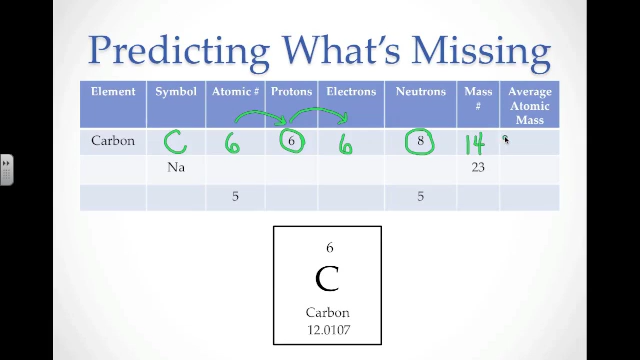 Predicting What's Missing
Element Symbol Atomic # Protons Electrons Neutrons Mass # Average Atomic Mass
Carbon C 6 6 6 8 14
Na 23
5 5
6
C
Carbon
12.0107